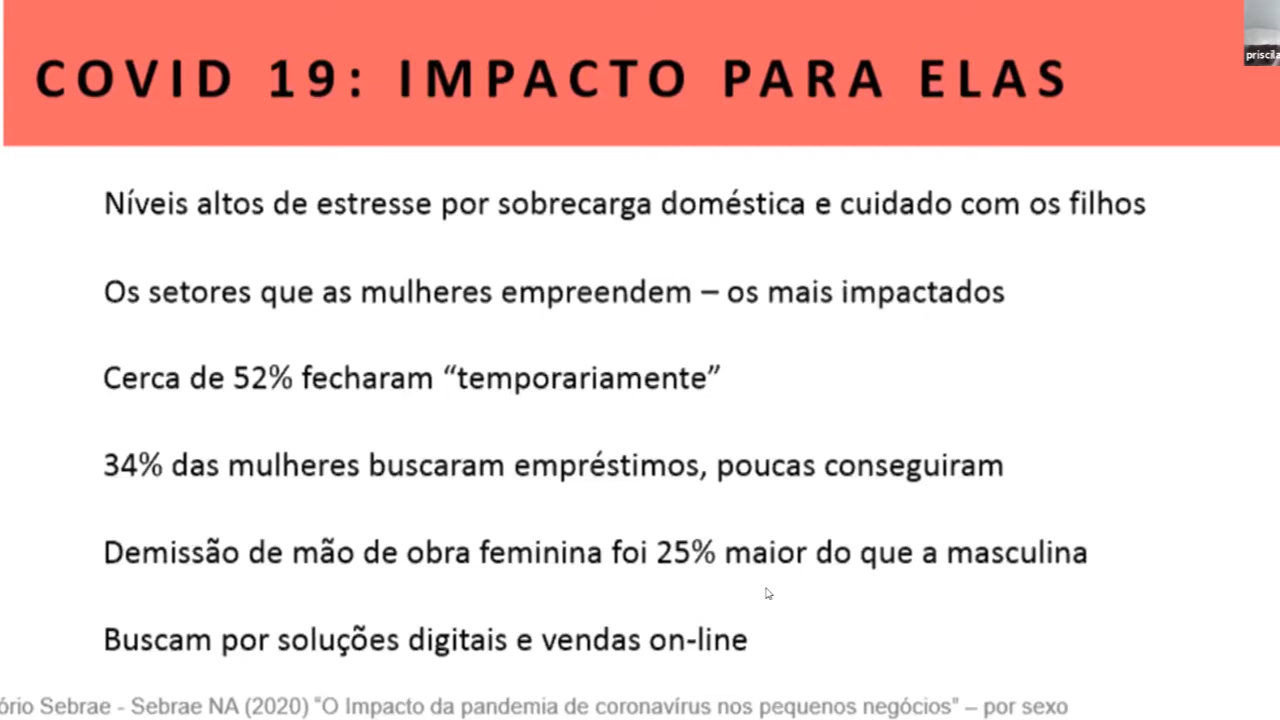 COVID 19: IMPACTO PARA ELAS
Níveis altos de estresse por sobrecarga doméstica e cuidado com os filhos
Os setores que as mulheres empreendem – os mais impactados
Cerca de 52% fecharam “temporariamente”
34% das mulheres buscaram empréstimos, poucas conseguiram
Demissão de mão de obra feminina foi 25% maior do que a masculina
Buscam por soluções digitais e vendas on-line
ório Sebrae - Sebrae NA (2020) “O Impacto da pandemia de coronavírus nos pequenos negócios” – por sexo
priscila